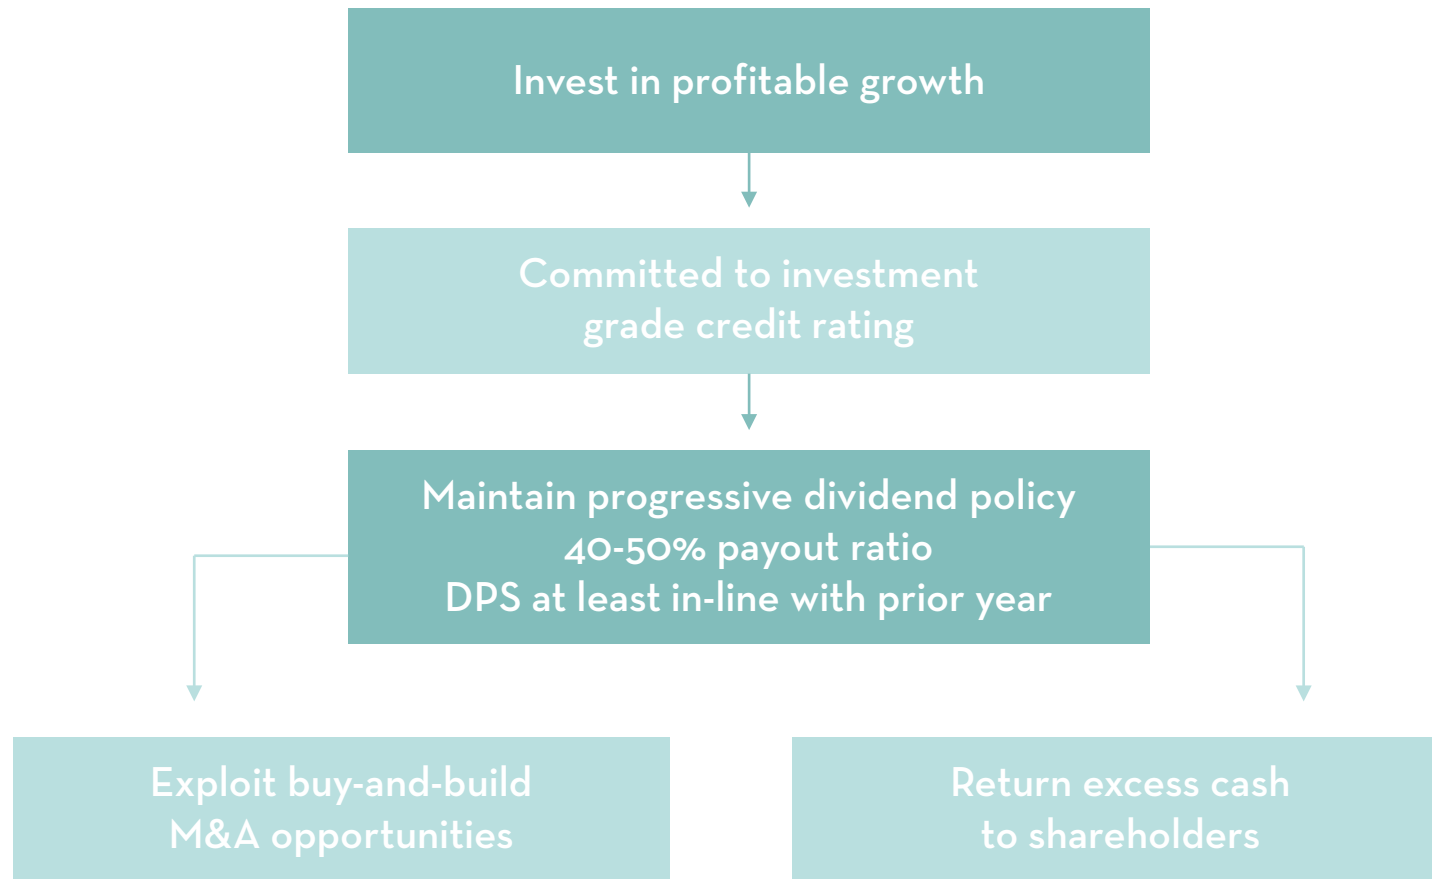 Invest in profitable growth
Committed to investment
grade credit rating
Maintain progressive dividend policy
40-50% payout ratio
DPS at least in-line with prior year
Exploit buy-and-build
M&A opportunities
Return excess cash
to shareholders